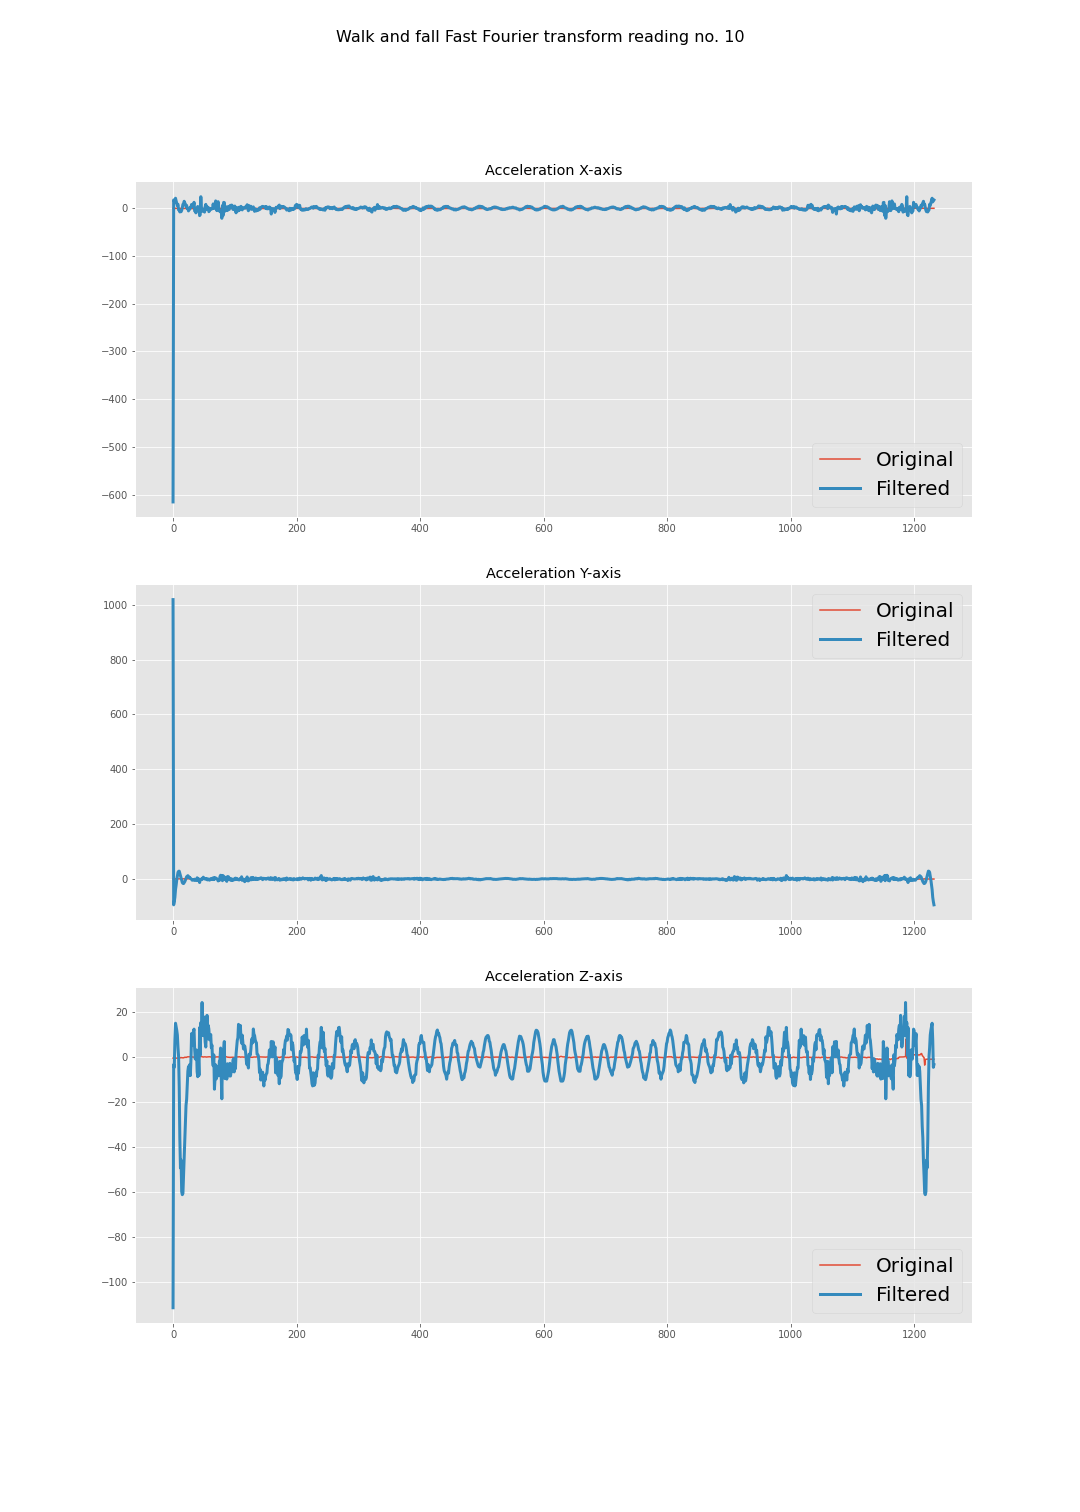 Walk and fall Fast Fourier transform reading no. 10
Acceleration X-axis
0
−100
−200
−300
−400
−500
−600
Original
Filtered
0 200 400 600 800 1000 1200
Acceleration Y-axis
1000
800
600
400
200
0
Original
Filtered
0 200 400 600 800 1000 1200
Acceleration Z-axis
20
0
−20
−40
−60
−80
−100
Original
Filtered
0 200 400 600 800 1000 1200